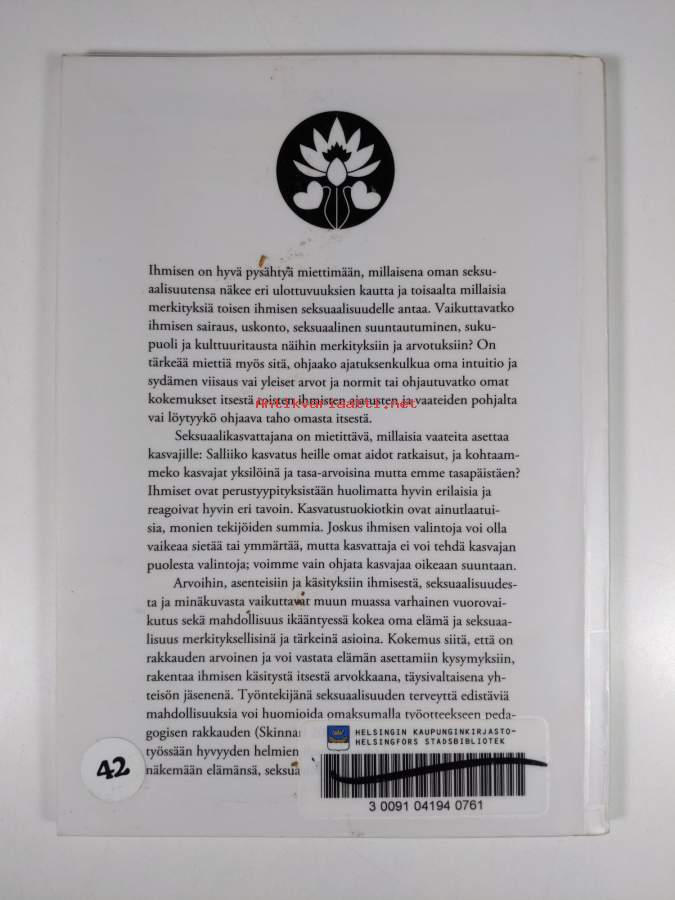 Ihmisen on hyvä pysähtyä miettimään, millaisena oman seksu-
aalisuutensa näkee eri ulottuvuuksien kautta ja toisaalta millaisia
merkityksiä toisen ihmisen seksuaalisuudelle antaa. Vaikuttavatko
ihmisen sairaus, uskonto, seksuaalinen suuntautuminen, suku-
puoli ja kulttuuritausta näihin merkityksiin ja arvotuksiin? On
tärkeää miettiä myös sitä, ohjaako ajatuksenkulkua oma intuitio ja
sydämen viisaus vai yleiset arvot ja normit tai ohjautuvatko omat
kokemukset itsestä toisten ihmisten ajatusten ja vaateiden pohjalta
Antikvariaatti.net
vai löytyykö ohjaava taho omasta itsestä.
Seksuaalikasvattajana on mietittävä, millaisia vaateita asettaa
kasvajille: Salliiko kasvatus heille omat aidot ratkaisut, ja kohtaam-
meko kasvajat yksilöinä ja tasa-arvoisina mutta emme tasapäistäen?
Ihmiset ovat perustyypityksistään huolimatta hyvin erilaisia ja
reagoivat hyvin eri tavoin. Kasvatustuokiotkin ovat ainutlaatui-
sia, monien tekijöiden summia. Joskus ihmisen valintoja voi olla
vaikeaa sietää tai ymmärtää, mutta kasvattaja ei voi tehdä kasvajan
puolesta valintoja; voimme vain ohjata kasvajaa oikeaan suuntaan.
Arvoihin, asenteisiin ja käsityksiin ihmisestä, seksuaalisuudes-
ta ja minäkuvasta vaikuttavat muun muassa varhainen vuorovai-
kutus sekä mahdollisuus ikääntyessä kokea oma elämä ja seksuaa-
lisuus merkityksellisinä ja tärkeinä asioina. Kokemus siitä, että on
rakkauden arvoinen ja voi vastata elämän asettamiin kysymyksiin,
rakentaa ihmisen käsitystä itsestä arvokkaana, täysivaltaisena yh-
teisön jäsenenä. Työntekijänä seksuaalisuuden terveyttä edistäviä
mahdollisuuksia voi huomioida omaksumalla työotteekseen peda-
gogisen rakkauden (Skinnar
työssään hyvyyden helmien
näkemään elämänsä, seksua
HELSINGIN KAUPUNGINKIRJASTO-
HELSINGFORS STADSBIBLIOTEK
3 0091 04194 0761
42